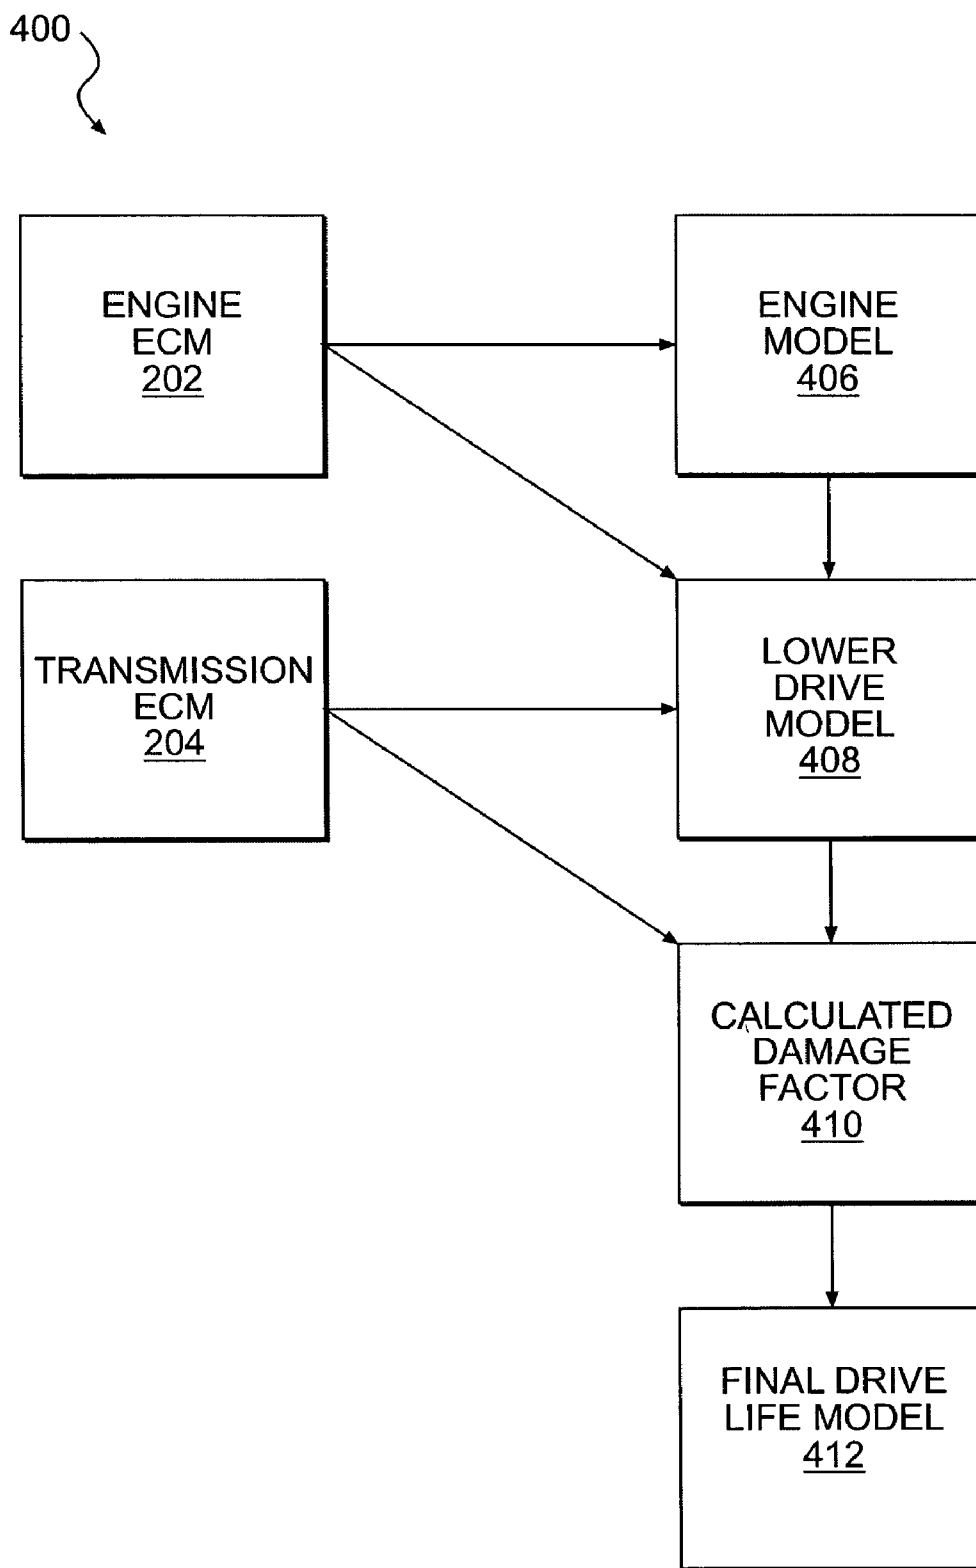 400
ENGINE
ECM
202
ENGINE
MODEL
406
TRANSMISSION
ECM
204
LOWER
DRIVE
MODEL
408
CALCULATED
DAMAGE
FACTOR
410
FINAL DRIVE
LIFE MODEL
412